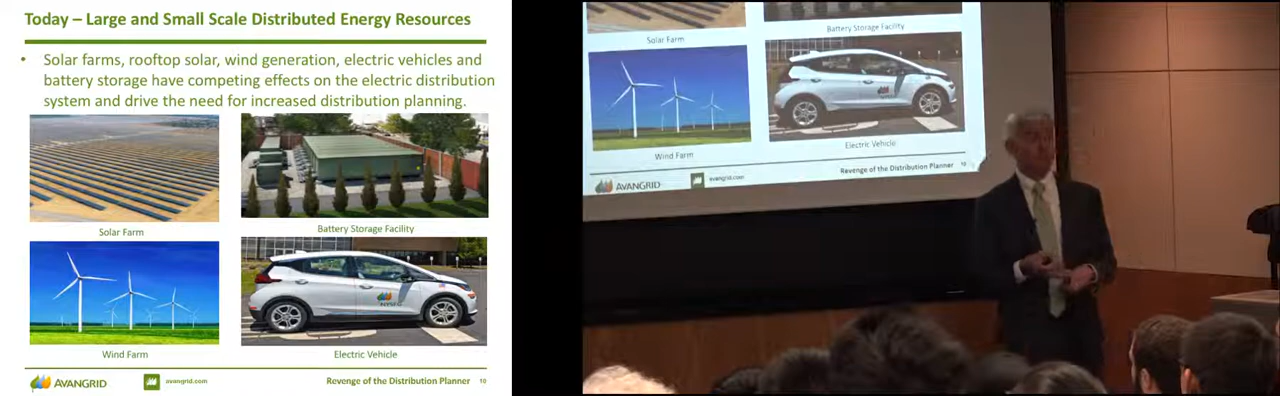 Today – Large and Small Scale Distributed Energy Resources
• Solar farms, rooftop solar, wind generation, electric vehicles and
battery storage have competing effects on the electric distribution
system and drive the need for increased distribution planning.
Solar Farm
Battery Storage Facility
Wind Farm
Electric Vehicle
AVANGRID
avangrid.com
Revenge of the Distribution Planner 10
Solar Farm
Battery Storage Facility
Wind Farm
Electric Vehicle
AVANGRID
avangrid.com
Revenge of the Distribution Planner 10